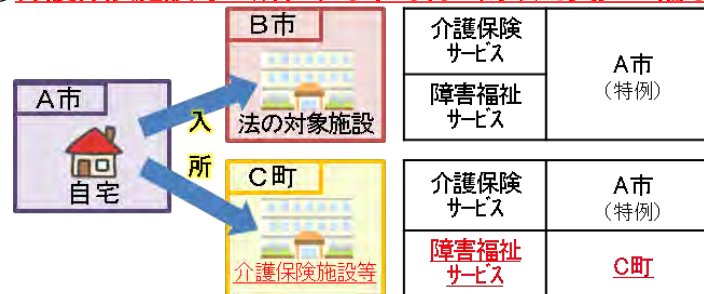 B市
介護保険
サービス
A市
(特例)
障害福祉
サービス
法の対象施設
A市
自宅
入
所
C町
介護保険施設等
介護保険
サービス
A市
(特例)
障害福祉
サービス
C町